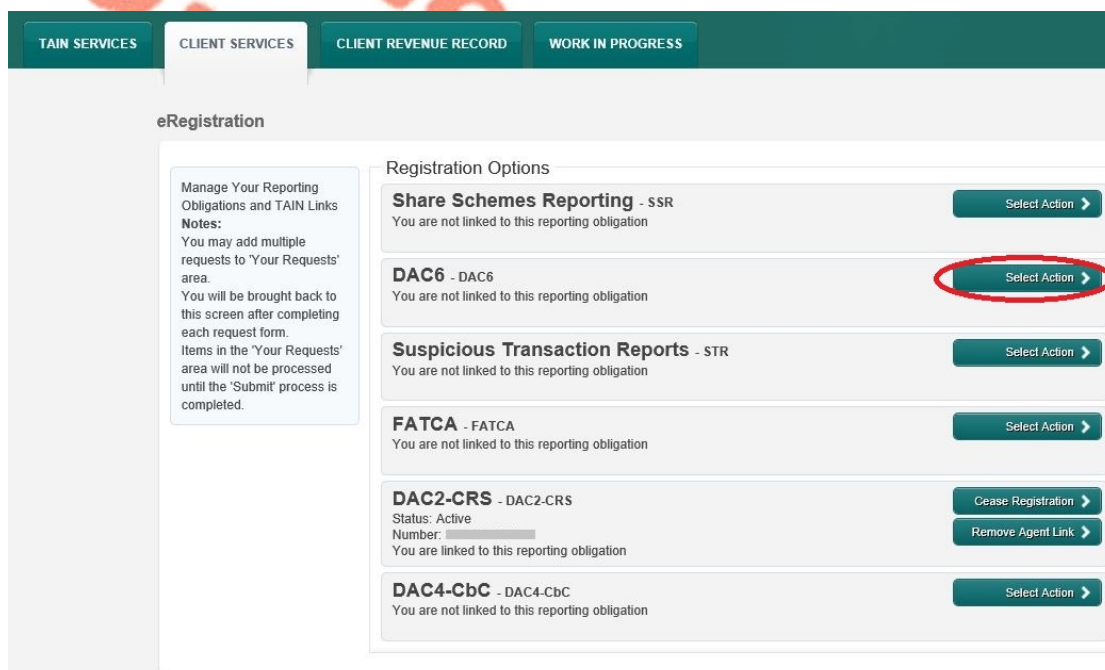 TAIN SERVICES
CLIENT SERVICES
CLIENT REVENUE RECORD
WORK IN PROGRESS
eRegistration
Manage Your Reporting
Obligations and TAIN Links
Notes:
You may add multiple
requests to 'Your Requests'
area.
You will be brought back to
this screen after completing
each request form.
Items in the 'Your Requests'
area will not be processed
until the 'Submit' process is
completed.
Registration Options
Share Schemes Reporting - SSR
You are not linked to this reporting obligation
Select Action
DAC6 - DAC6
You are not linked to this reporting obligation
Select Action
Suspicious Transaction Reports - STR
You are not linked to this reporting obligation
Select Action
FATCA - FATCA
You are not linked to this reporting obligation
Select Action
DAC2-CRS - DAC2-CRS
Status: Active
Number:
You are linked to this reporting obligation
Cease Registration
Remove Agent Link
DAC4-CbC - DAC4-CbC
You are not linked to this reporting obligation
Select Action